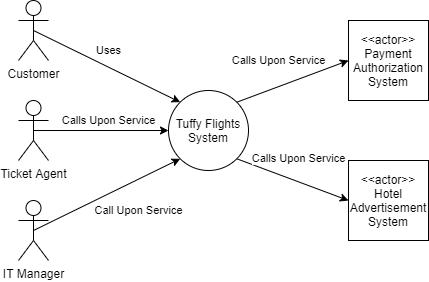 Uses
Customer
Calls Upon Service
Ticket Agent
Call Upon Service
IT Manager
Tuffy Flights
System
Calls Upon Service
<<actor>>
Payment
Authorization
System
Calls Upon Service
<<actor>>
Hotel
Advertisement
System